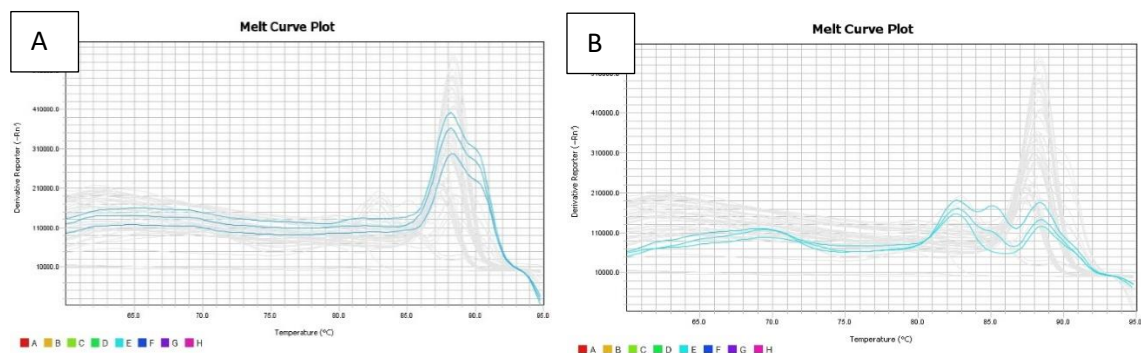 A
Melt Curve Plot
Derivative Reporter (-Rn')
410000.0
310000.0
210000.0
110000.0
10000.0
65.0 70.0 75.0 80.0 85.0 90.0 95.0
Temperature (°C)
A B C D E F G H
B
Melt Curve Plot
Derivative Reporter (-Rn')
410000.0
310000.0
210000.0
110000.0
10000.0
65.0 70.0 75.0 80.0 85.0 90.0 95.0
Temperature (°C)
A B C D E F G H